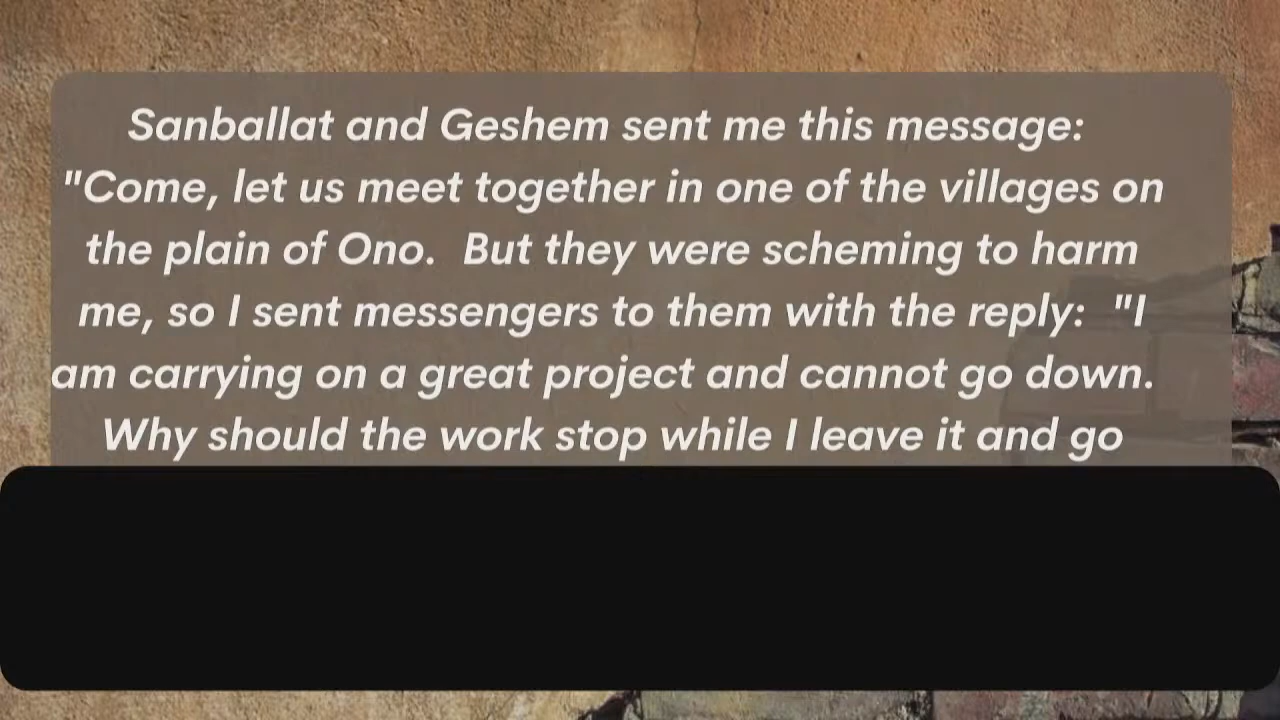 Sanballat and Geshem sent me this message:
"Come, let us meet together in one of the villages on
the plain of Ono.  But they were scheming to harm
me, so I sent messengers to them with the reply:  "I
am carrying on a great project and cannot go down.
Why should the work stop while I leave it and go